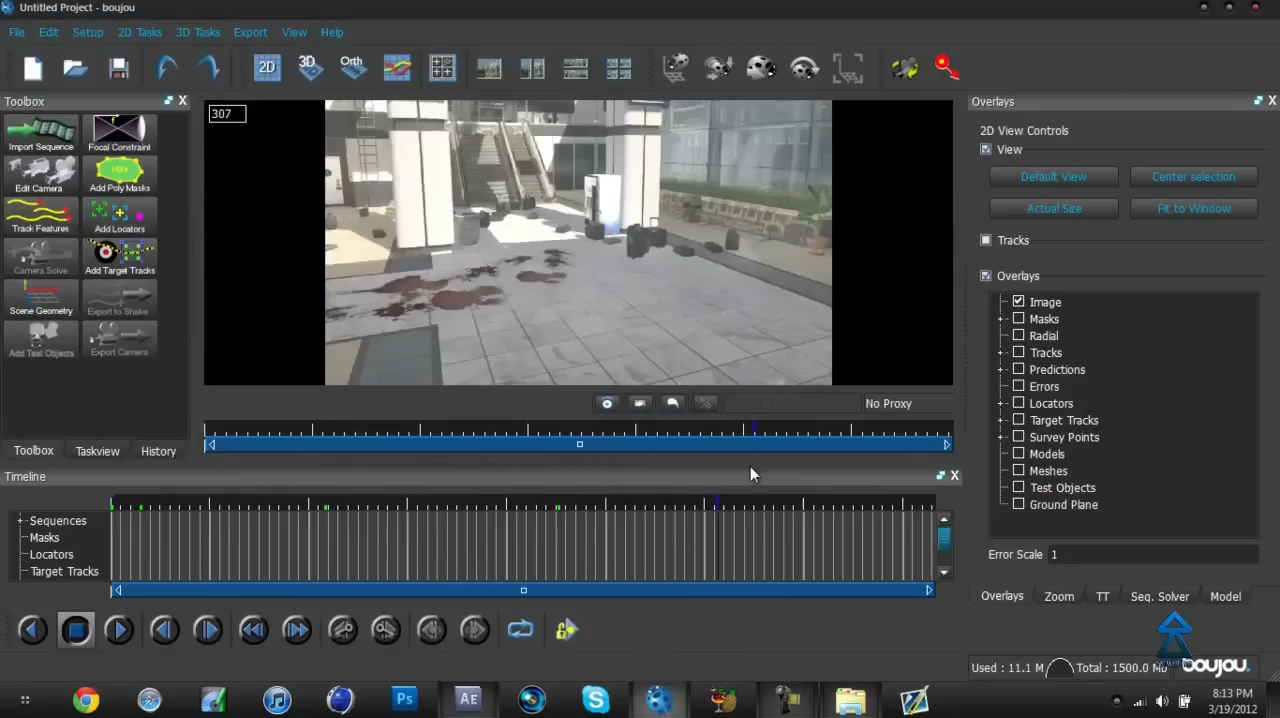 Untitled Project - boujou
File Edit Setup 2D Tasks 3D Tasks Export View Help
2D 3D Orth
Toolbox
Import Sequence Focal Constraint
Edit Camera Add Poly Masks
Track Features Add Locators
Camera Solve Add Target Tracks
Scene Geometry Export to Shake
Add Test Objects Export Camera
Toolbox Taskview History
307
No Proxy
Timeline
Sequences
Masks
Locators
Target Tracks
Overlays
2D View Controls
View
Default View Center selection
Actual Size Fit to Window
Tracks
Overlays
Image
Masks
Radial
Tracks
Predictions
Errors
Locators
Target Tracks
Survey Points
Models
Meshes
Test Objects
Ground Plane
Error Scale 1
Overlays Zoom TT Seq. Solver Model
Used : 11.1 M Total : 1500.0 MB
boujou.
Ps AE
8:13 PM
3/19/2012